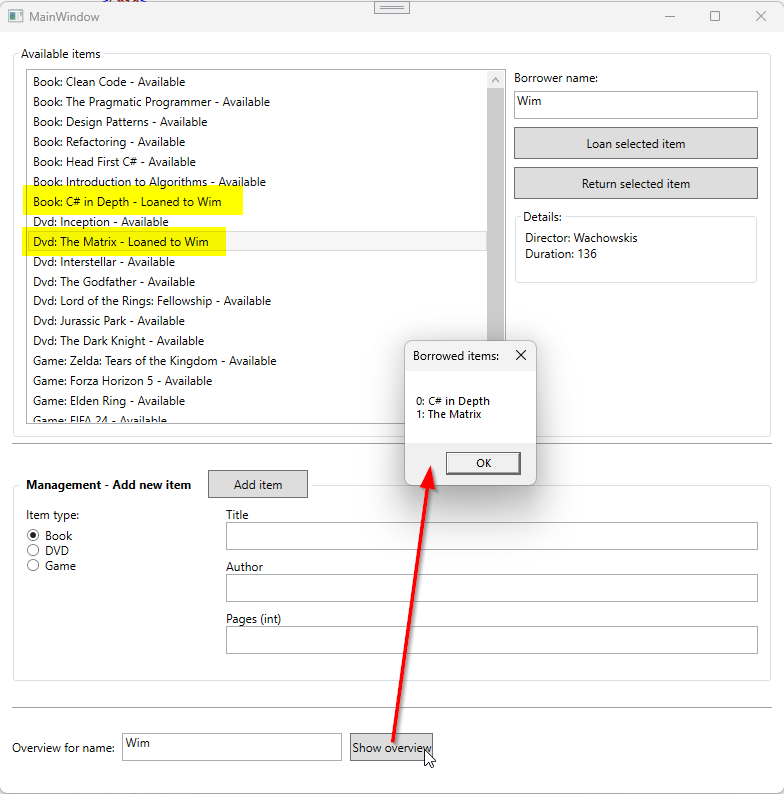 MainWindow
Available items
Book: Clean Code - Available
Book: The Pragmatic Programmer - Available
Book: Design Patterns - Available
Book: Refactoring - Available
Book: Head First C# - Available
Book: Introduction to Algorithms - Available
Book: C# in Depth - Loaned to Wim
Dvd: Inception - Available
Dvd: The Matrix - Loaned to Wim
Dvd: Interstellar - Available
Dvd: The Godfather - Available
Dvd: Lord of the Rings: Fellowship - Available
Dvd: Jurassic Park - Available
Dvd: The Dark Knight - Available
Game: Zelda: Tears of the Kingdom - Available
Game: Forza Horizon 5 - Available
Game: Elden Ring - Available
Game: FIFA 24 - Available
Borrower name:
Wim
Loan selected item
Return selected item
Details:
Director: Wachowskis
Duration: 136
Borrowed items:
0: C# in Depth
1: The Matrix
OK
Management - Add new item
Add item
Item type:
Book
DVD
Game
Title
Author
Pages (int)
Overview for name:
Wim
Show overview